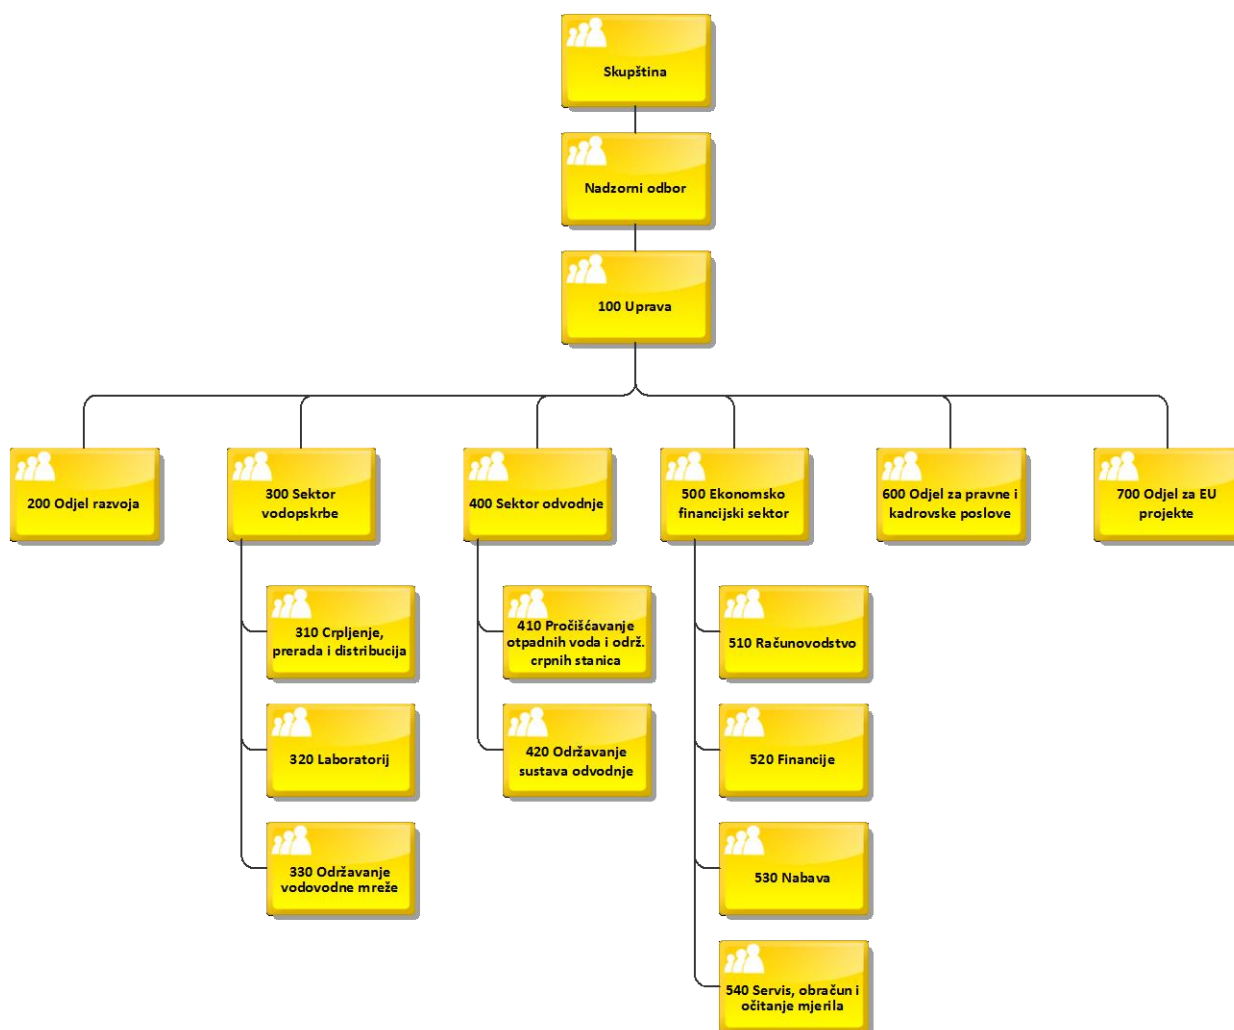 Skupština
Nadzorni odbor
100 Uprava
200 Odjel razvoja
300 Sektor
vodopskrbe
400 Sektor odvodnje
500 Ekonomsko
financijski sektor
600 Odjel za pravne i
kadrovske poslove
700 Odjel za EU
projekte
310 Crpljenje,
prerada i distribucija
320 Laboratorij
330 Održavanje
vodovodne mreže
410 Pročišćavanje
otpadnih voda i održ.
crpnih stanica
420 Održavanje
sustava odvodnje
510 Računovodstvo
520 Financije
530 Nabava
540 Servis, obračun i
očitanje mjerila